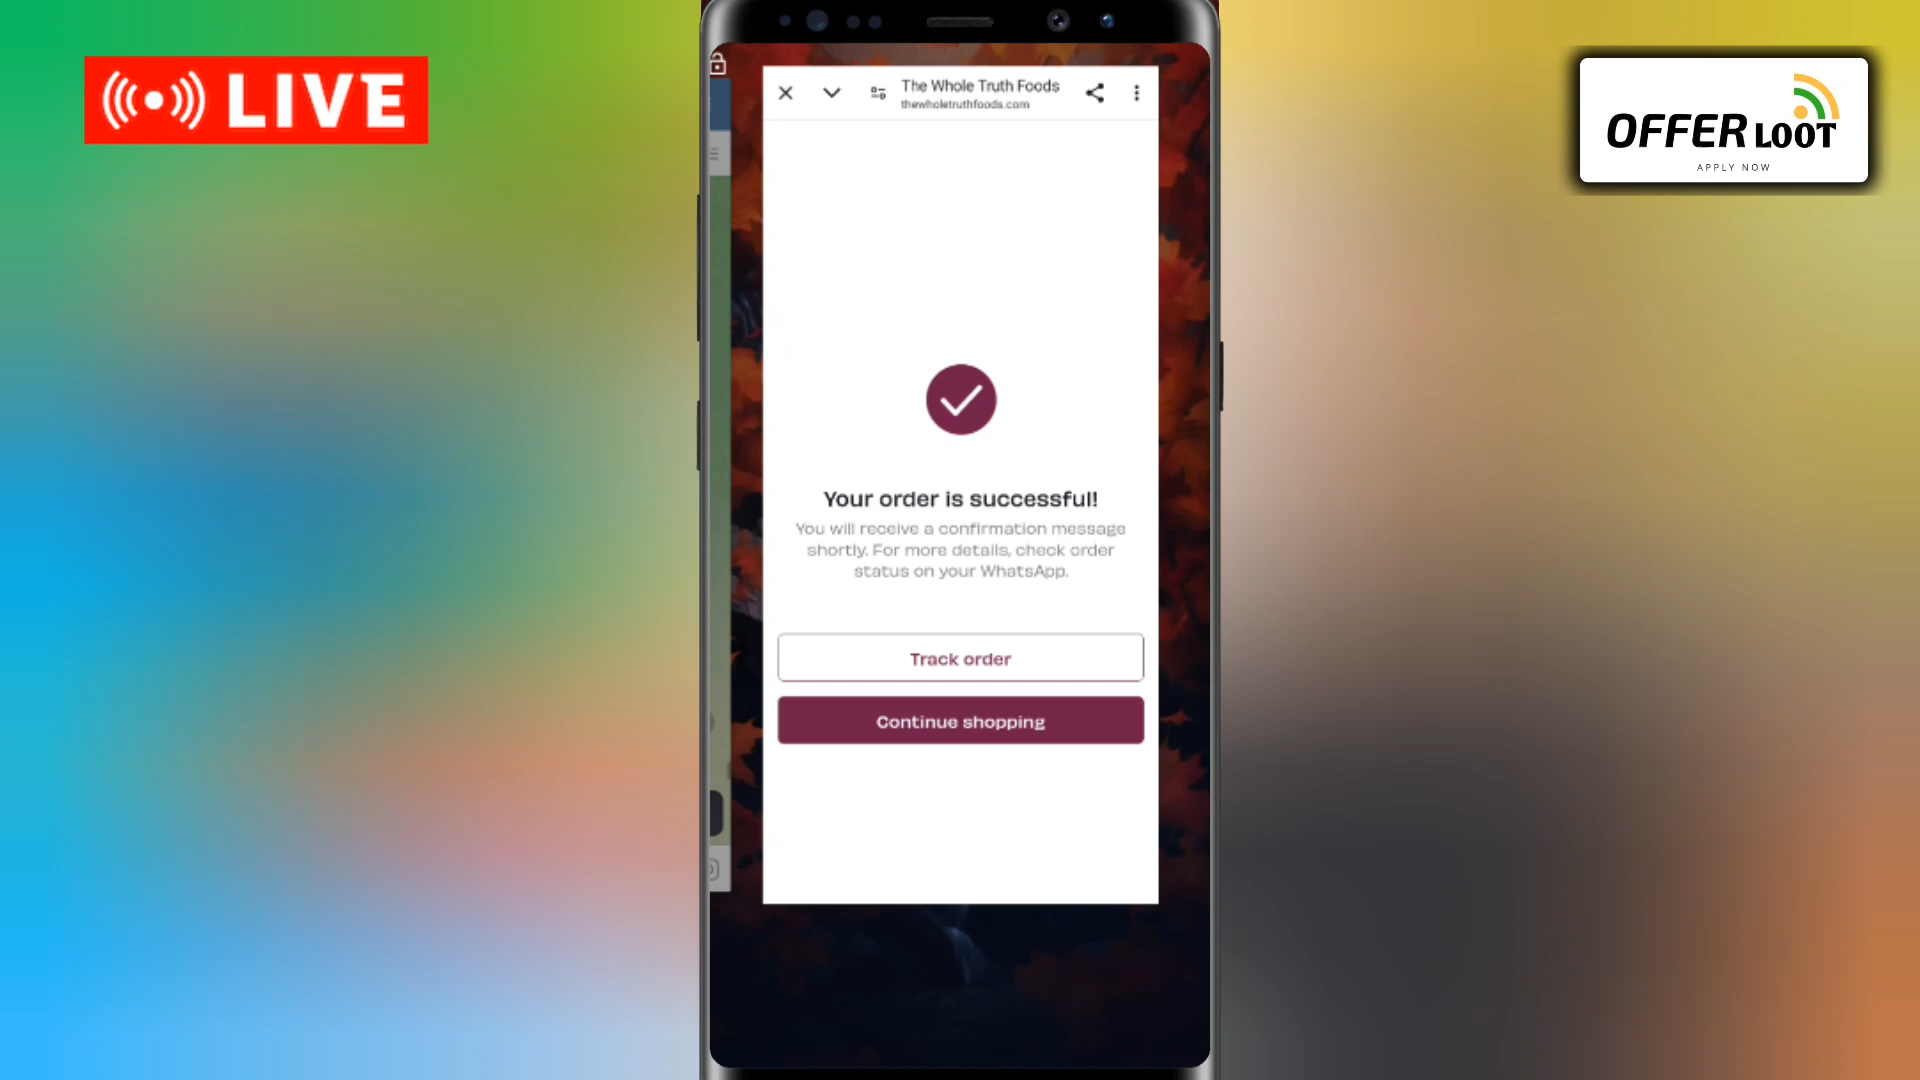 LIVE
OFFER LOOT
APPLY NOW
The Whole Truth Foods
thewholetruthfoods.com
Your order is successful!
You will receive a confirmation message
shortly. For more details, check order
status on your WhatsApp.
Track order
Continue shopping